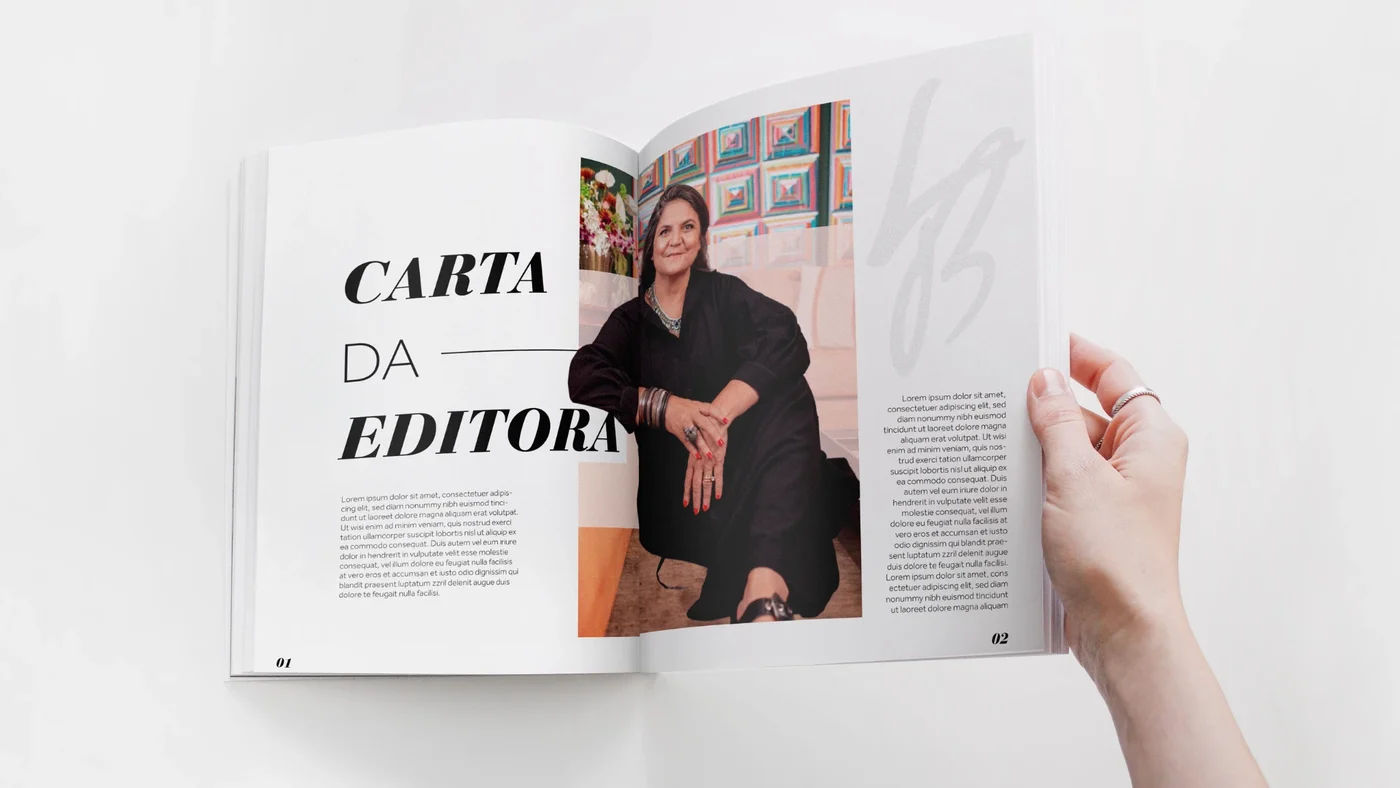 CARTA
DA
EDITORA
Lorem ipsum dolor sit amet, consectetuer adipis-
cing elit, sed diam nonummy nibh euismod tinci-
dunt ut laoreet dolore magna aliquam erat volutpat.
Ut wisi enim ad minim veniam, quis nostrud exerci
tation ullamcorper suscipit lobortis nisl ut aliquip ex
ea commodo consequat. Duis autem vel eum iriure
dolor in hendrerit in vulputate velit esse molestie
consequat, vel illum dolore eu feugiat nulla facilisis
at vero eros et accumsan et iusto odio dignissim qui
blandit praesent luptatum zzril delenit augue duis
dolore te feugait nulla facilisi.
01
Lorem ipsum dolor sit amet,
consectetuer adipiscing elit, sed
diam nonummy nibh euismod
tincidunt ut laoreet dolore magna
aliquam erat volutpat. Ut wisi
enim ad minim veniam, quis nos-
trud exerci tation ullamcorper
suscipit lobortis nisl ut aliquip ex
ea commodo consequat. Duis
autem vel eum iriure dolor in
hendrerit in vulputate velit esse
molestie consequat, vel illum
dolore eu feugiat nulla facilisis at
vero eros et accumsan et iusto
odio dignissim qui blandit prae-
sent luptatum zzril delenit augue
duis dolore te feugait nulla facilisi.
Lorem ipsum dolor sit amet, cons
ectetuer adipiscing elit, sed diam
nonummy nibh euismod tincidunt
ut laoreet dolore magna aliquam
02